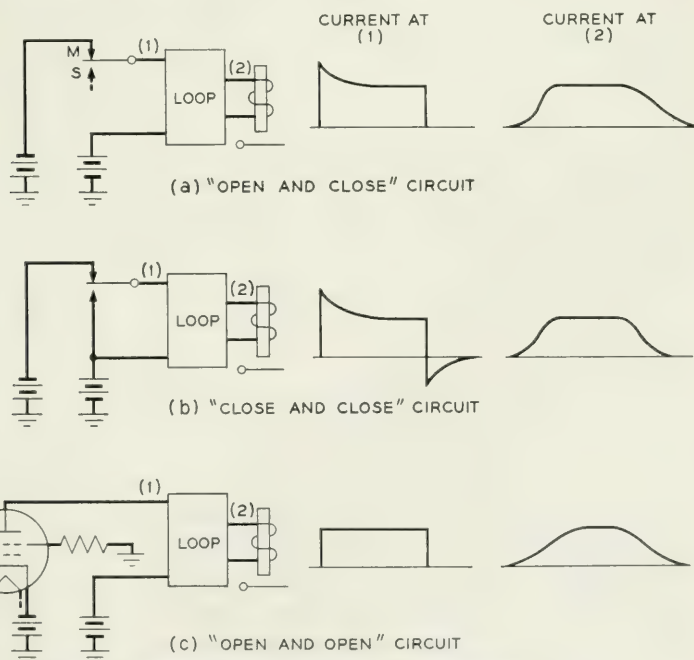 CURRENT AT
(1)
CURRENT AT
(2)
M
S
(1)
LOOP
(2)
(a) "OPEN AND CLOSE" CIRCUIT
(1)
LOOP
(2)
(b) "CLOSE AND CLOSE" CIRCUIT
(1)
LOOP
(2)
(c) "OPEN AND OPEN" CIRCUIT